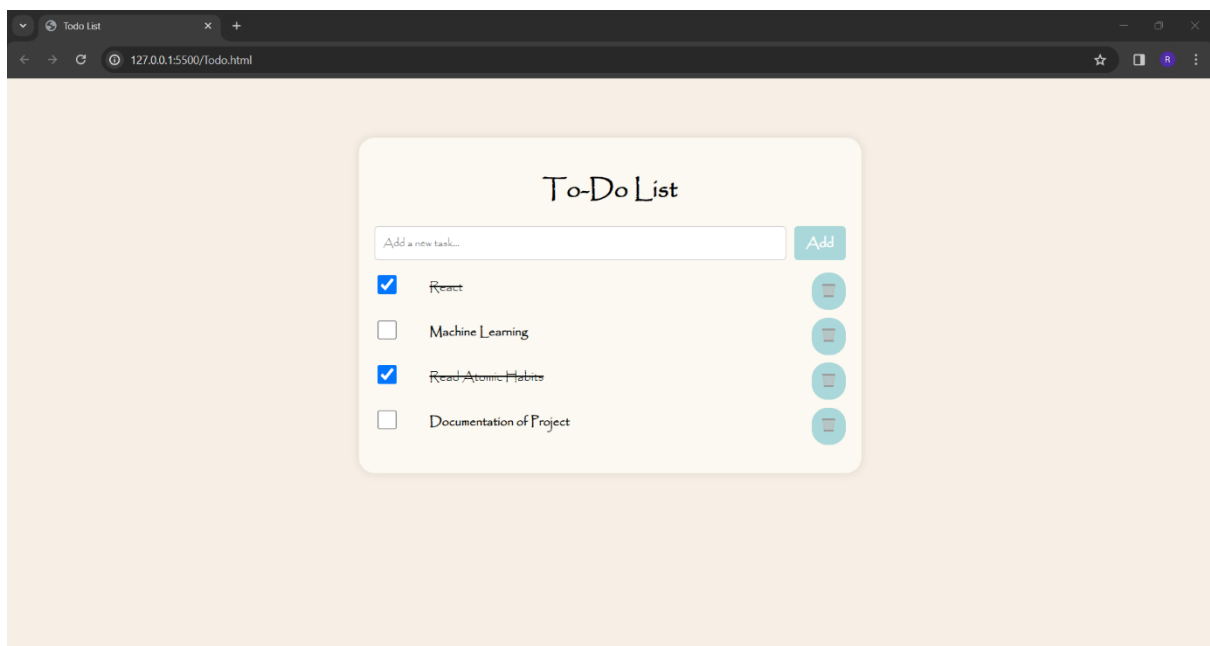 Todo List
127.0.0.1:5500/Todo.html
R
To-Do List
Add a new task...
Add
React
Machine Learning
Read Atomic Habits
Documentation of Project